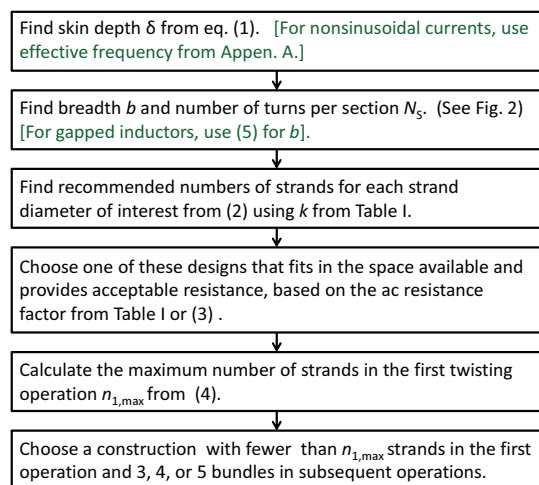 Find skin depth δ from eq. (1). [For nonsinusoidal currents, use
effective frequency from Appen. A.]
Find breadth b and number of turns per section NS. (See Fig. 2)
[For gapped inductors, use (5) for b].
Find recommended numbers of strands for each strand
diameter of interest from (2) using k from Table I.
Choose one of these designs that fits in the space available and
provides acceptable resistance, based on the ac resistance
factor from Table I or (3) .
Calculate the maximum number of strands in the first twisting
operation n1,max from (4).
Choose a construction with fewer than n1,max strands in the first
operation and 3, 4, or 5 bundles in subsequent operations.